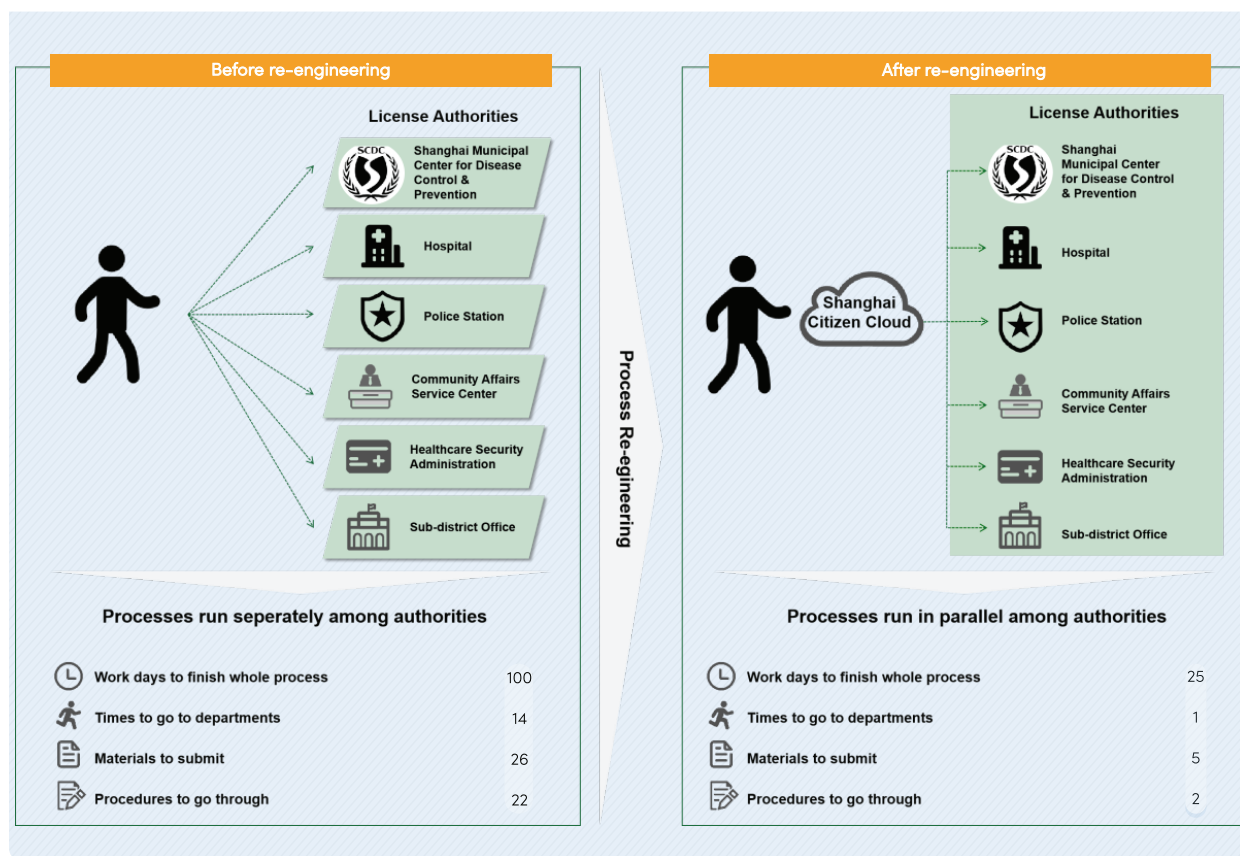 Before re-engineering
License Authorities
SCDC
Shanghai Municipal
Center for Disease
Control &
Prevention
Hospital
Police Station
Community Affairs
Service Center
Healthcare Security
Administration
Sub-district Office
Processes run seperately among authorities
Work days to finish whole process 100
Times to go to departments 14
Materials to submit 26
Procedures to go through 22
Process Re-egineering
After re-engineering
License Authorities
Shanghai
Citizen Cloud
SCDC
Shanghai
Municipal Center
for Disease Control
& Prevention
Hospital
Police Station
Community Affairs
Service Center
Healthcare Security
Administration
Sub-district Office
Processes run in parallel among authorities
Work days to finish whole process 25
Times to go to departments 1
Materials to submit 5
Procedures to go through 2